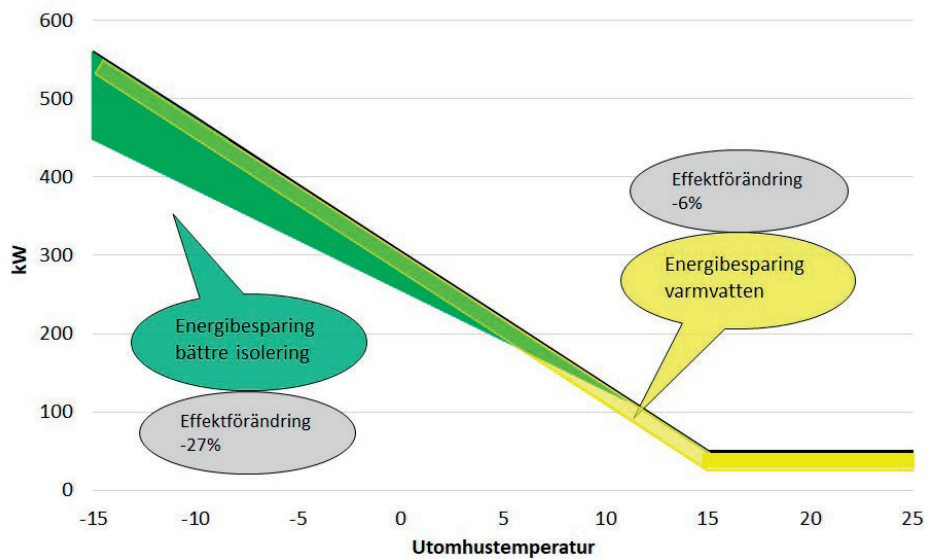 600
500
400
300
200
100
0
kW
Effektförändring
-6%
Energibesparing
varmvatten
Energibesparing
bättre isolering
Effektförändring
-27%
-15 -10 -5 0 5 10 15 20 25
Utomhustemperatur